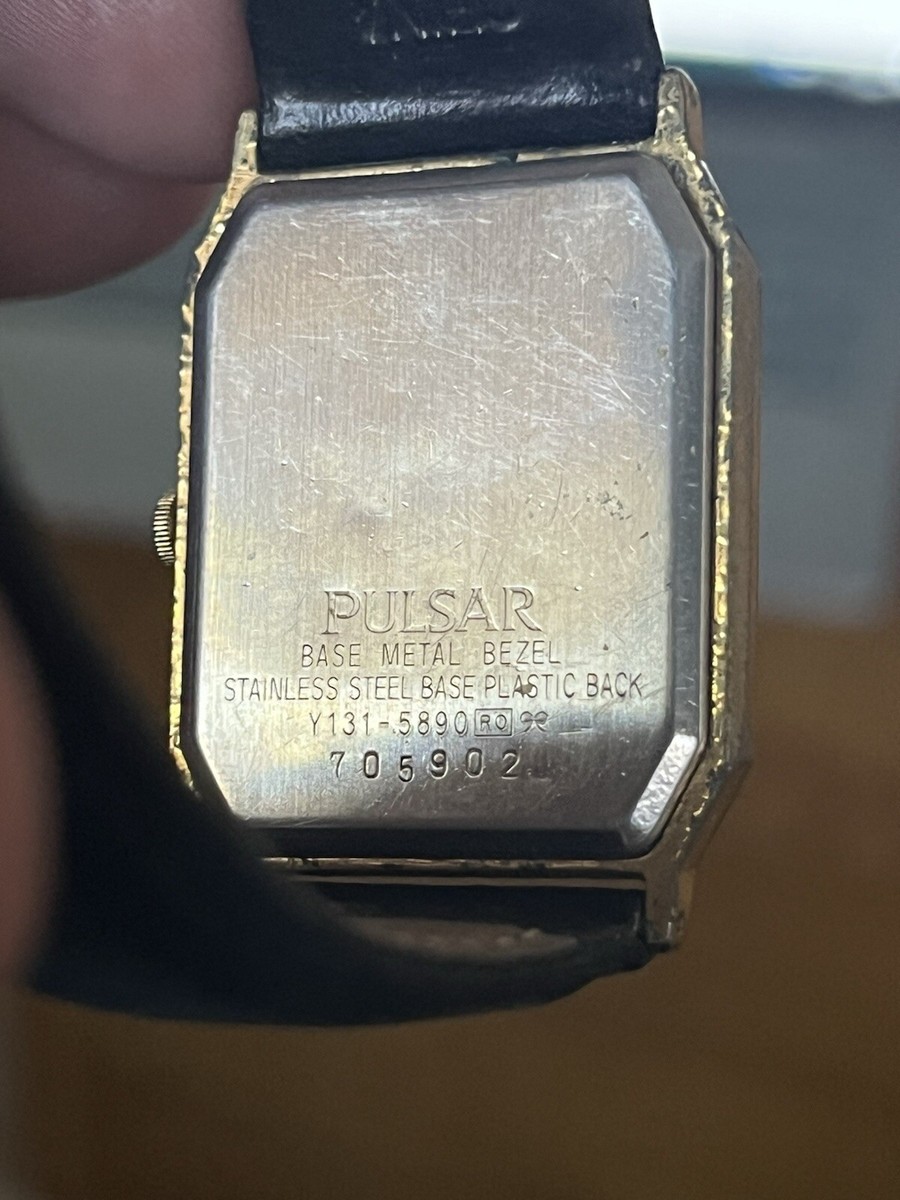 PULSAR
BASE METAL BEZEL
STAINLESS STEEL BASE PLASTIC BACK
Y131-5890 RO
705902